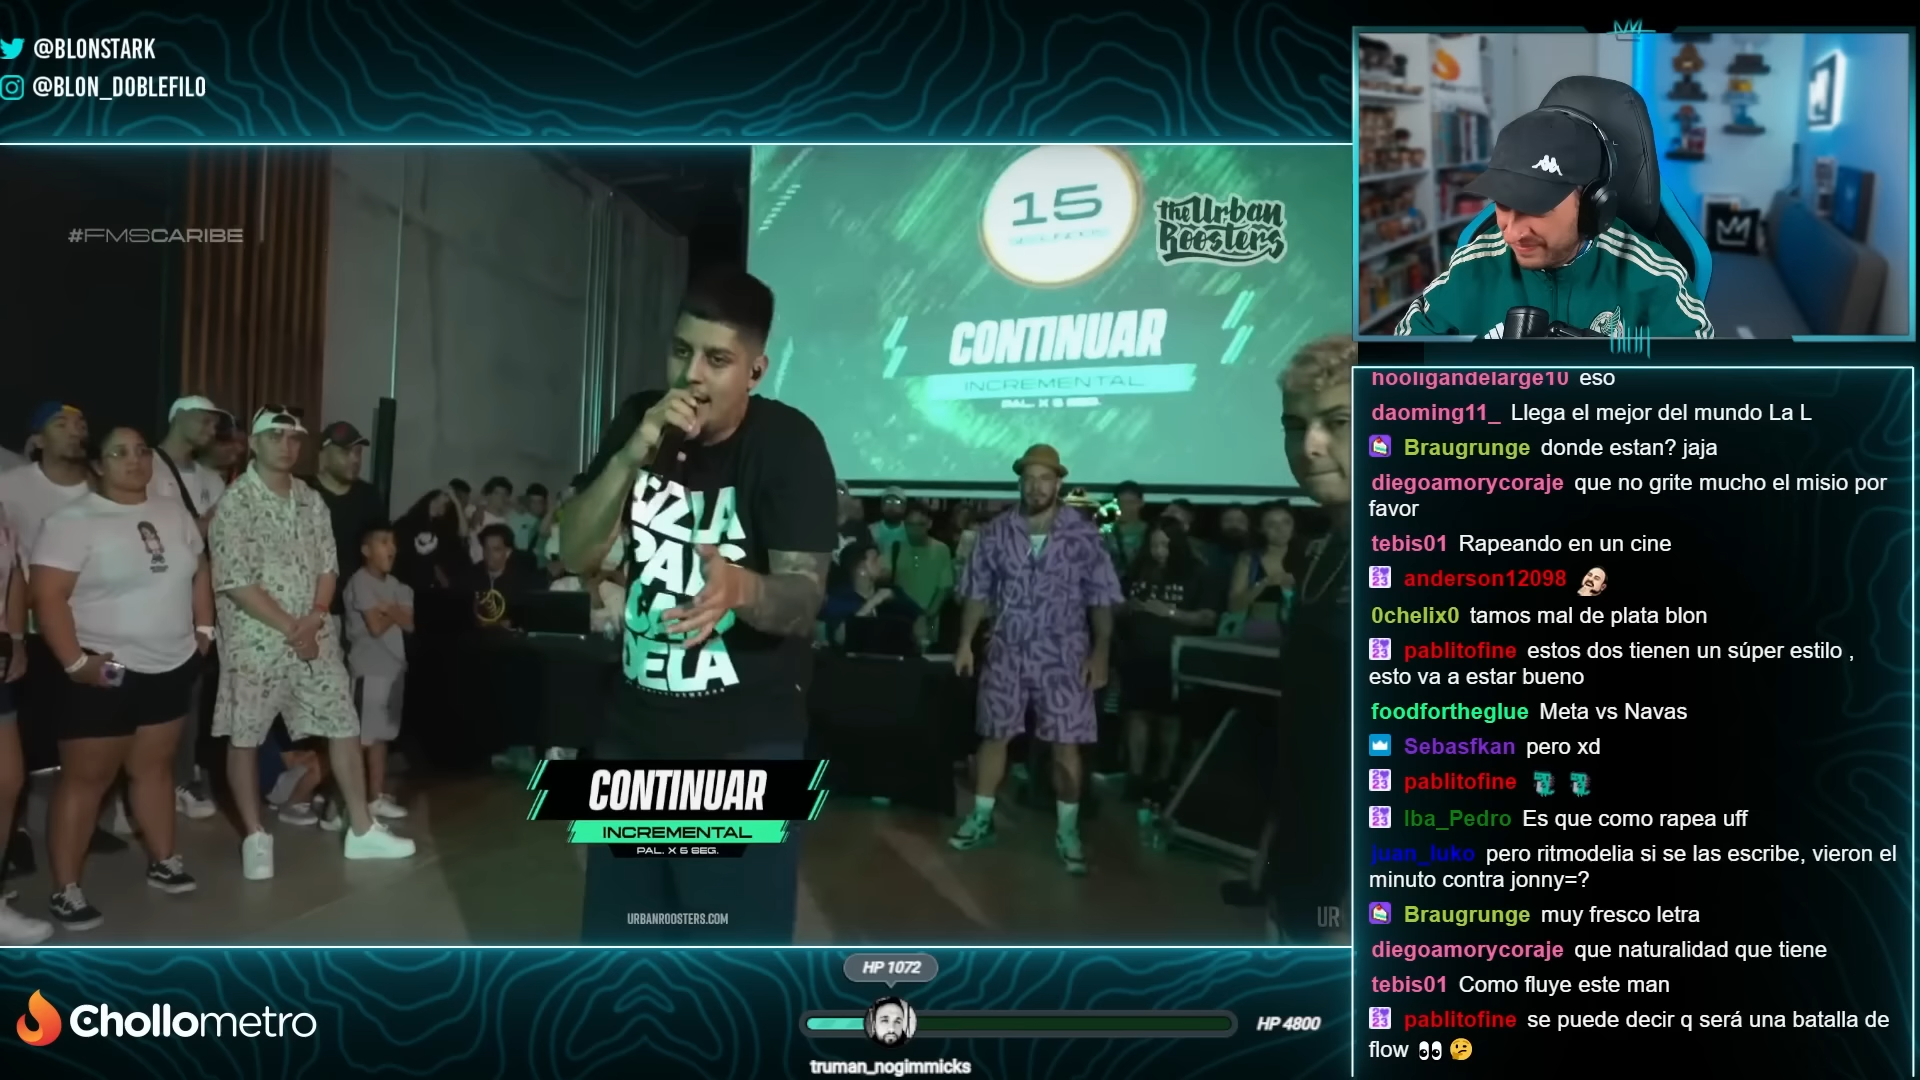 @BLONSTARK
@BLON_DOBLEFILO
#FMSCARIBE
15
the Urban
Roosters
CONTINUAR
INCREMENTAL
PAL. X 5 SEG.
CONTINUAR
INCREMENTAL
PAL. X 5 SEG.
URBANROOSTERS.COM
UR
Chollometro
HP 1072
HP 4800
truman_nogimmicks
hooligandelarge10 eso
daoming11_ Llega el mejor del mundo La L
Braugrunge donde estan? jaja
diegoamorycoraje que no grite mucho el misio por
favor
tebis01 Rapeando en un cine
anderson12098
0chelix0 tamos mal de plata blon
pablitofine estos dos tienen un súper estilo ,
esto va a estar bueno
foodfortheglue Meta vs Navas
Sebasfkan pero xd
pablitofine
Iba_Pedro Es que como rapea uff
juan_luko pero ritmodelia si se las escribe, vieron el
minuto contra jonny=?
Braugrunge muy fresco letra
diegoamorycoraje que naturalidad que tiene
tebis01 Como fluye este man
pablitofine se puede decir q será una batalla de
flow 👀 🤔